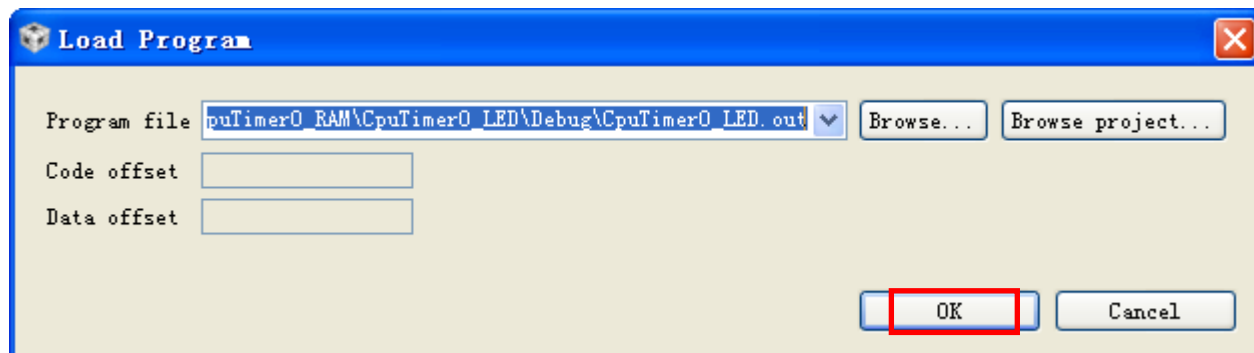 Load Program
Program file puTimer0_RAM\CpuTimer0_LED\Debug\CpuTimer0_LED.out Browse... Browse project...
Code offset
Data offset
OK Cancel